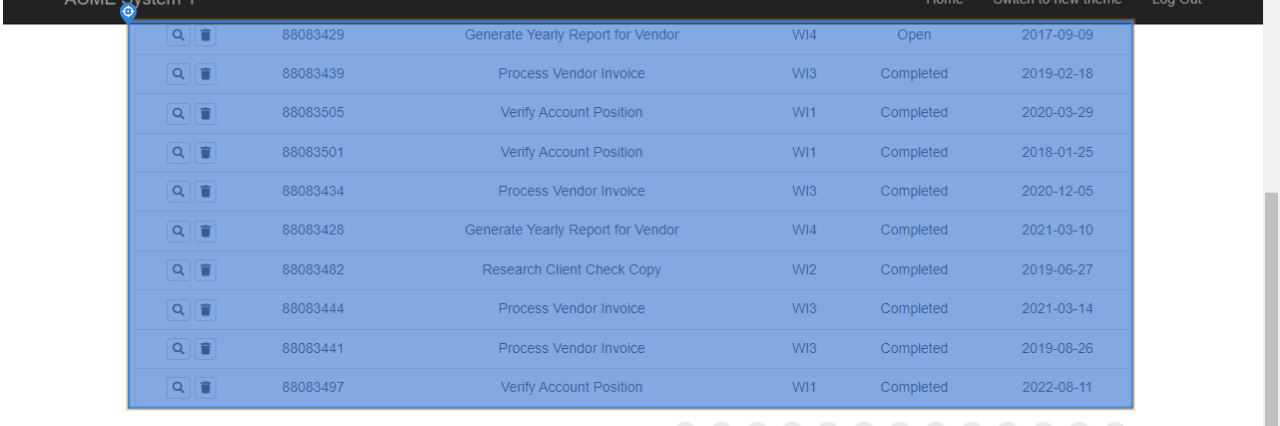 ACME System 1 Home Switch to new theme Log Out
88083429 Generate Yearly Report for Vendor WI4 Open 2017-09-09
88083439 Process Vendor Invoice WI3 Completed 2019-02-18
88083505 Verify Account Position WI1 Completed 2020-03-29
88083501 Verify Account Position WI1 Completed 2018-01-25
88083434 Process Vendor Invoice WI3 Completed 2020-12-05
88083428 Generate Yearly Report for Vendor WI4 Completed 2021-03-10
88083482 Research Client Check Copy WI2 Completed 2019-06-27
88083444 Process Vendor Invoice WI3 Completed 2021-03-14
88083441 Process Vendor Invoice WI3 Completed 2019-08-26
88083497 Verify Account Position WI1 Completed 2022-08-11